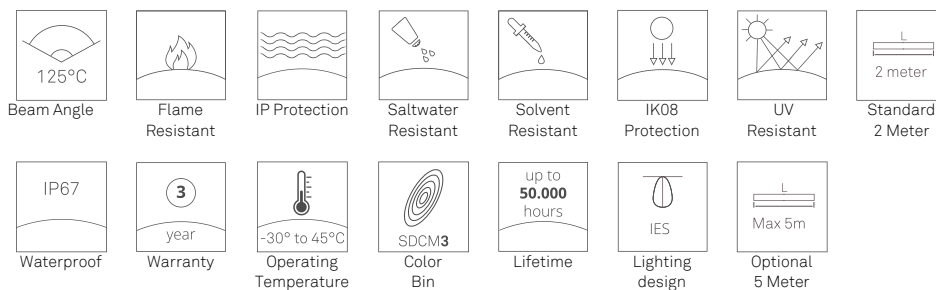 125°C
Beam Angle
Flame
Resistant
IP Protection
Saltwater
Resistant
Solvent
Resistant
IK08
Protection
UV
Resistant
L
2 meter
Standard
2 Meter
IP67
Waterproof
3
year
Warranty
-30° to 45°C
Operating
Temperature
SDCM3
Color
Bin
up to
50.000
hours
Lifetime
IES
Lighting
design
L
Max 5m
Optional
5 Meter